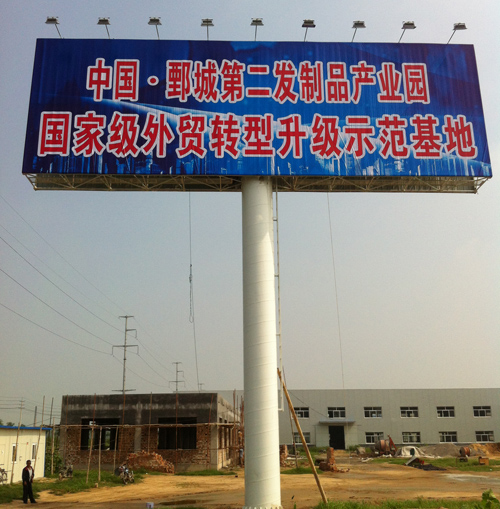 中国·鄄城第二发制品产业园
国家级外贸转型升级示范基地